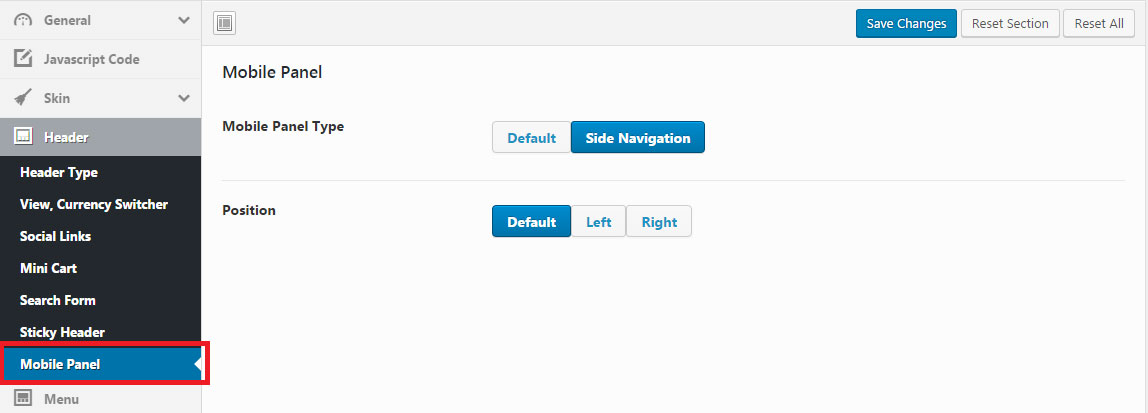 General
Javascript Code
Skin
Header
Header Type
View, Currency Switcher
Social Links
Mini Cart
Search Form
Sticky Header
Mobile Panel
Menu
Save Changes Reset Section Reset All
Mobile Panel
Mobile Panel Type Default Side Navigation
Position Default Left Right